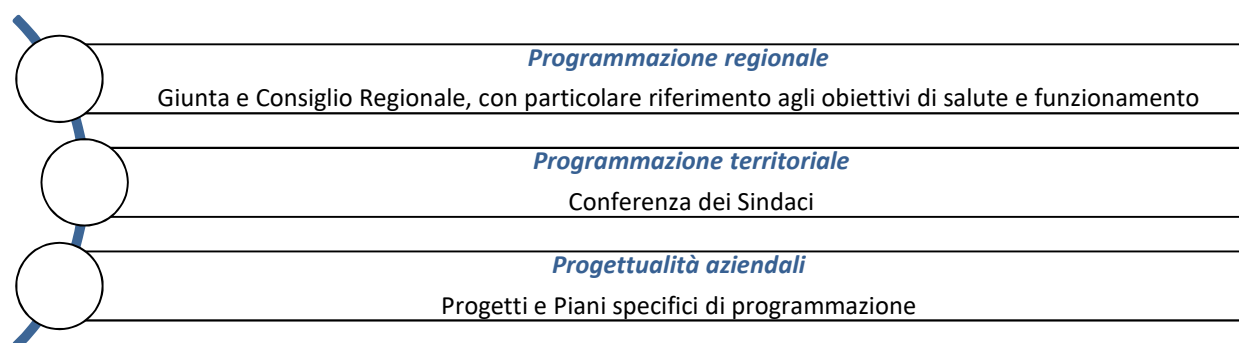 Programmazione regionale
Giunta e Consiglio Regionale, con particolare riferimento agli obiettivi di salute e funzionamento
Programmazione territoriale
Conferenza dei Sindaci
Progettualità aziendali
Progetti e Piani specifici di programmazione